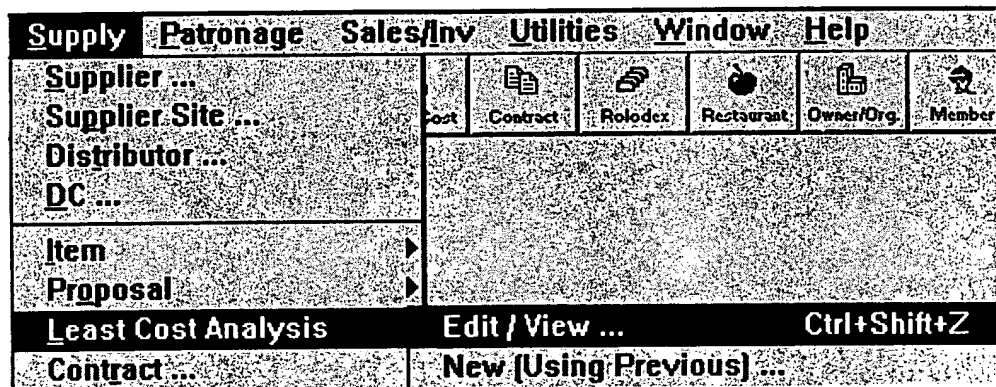 Supply Patronage Sales/Inv Utilities Window Help
Supplier ...
Supplier Site ...
Distributor ...
DC ...
Cost Contract Rolodex Restaurant Owner/Org. Member
Item
Proposal
Least Cost Analysis Edit / View ... Ctrl+Shift+Z
Contract ... New (Using Previous) ...